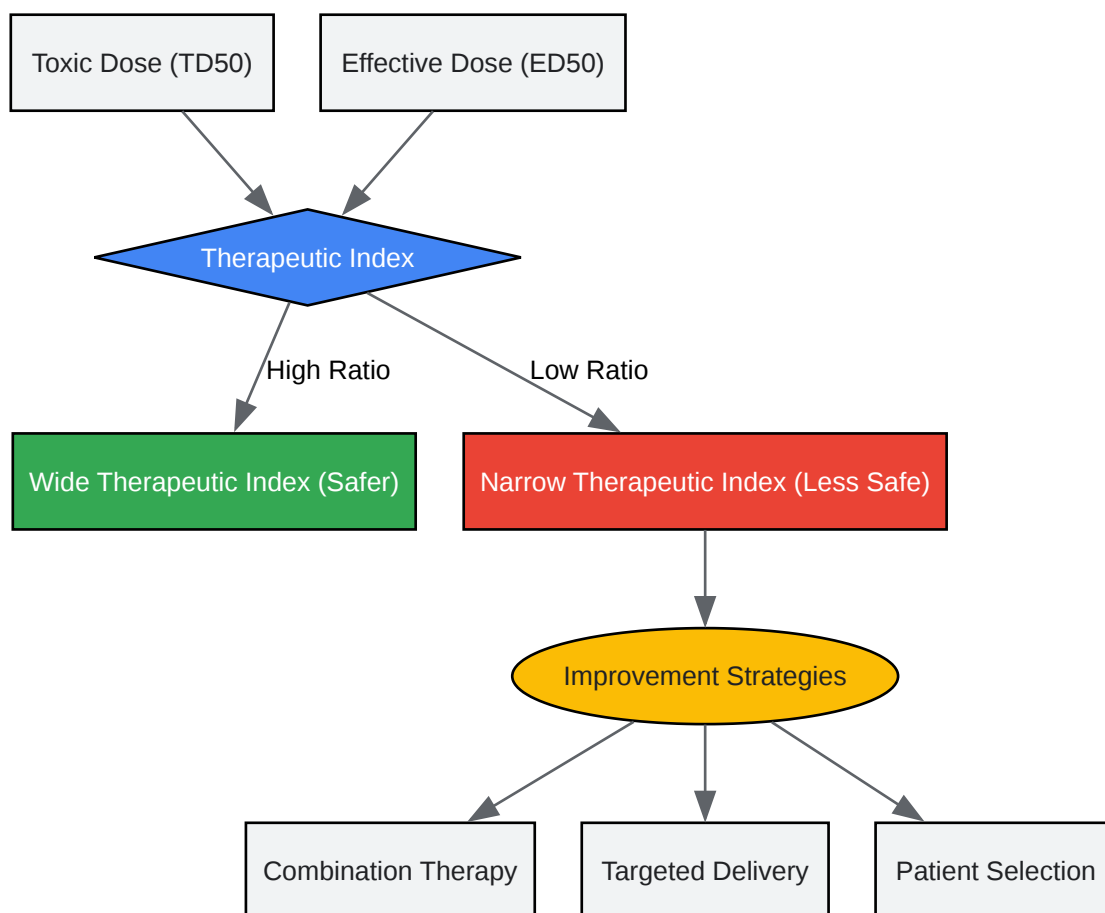 Toxic Dose (TD50)
Effective Dose (ED50)
Therapeutic Index
High Ratio
Low Ratio
Wide Therapeutic Index (Safer)
Narrow Therapeutic Index (Less Safe)
Improvement Strategies
Combination Therapy
Targeted Delivery
Patient Selection